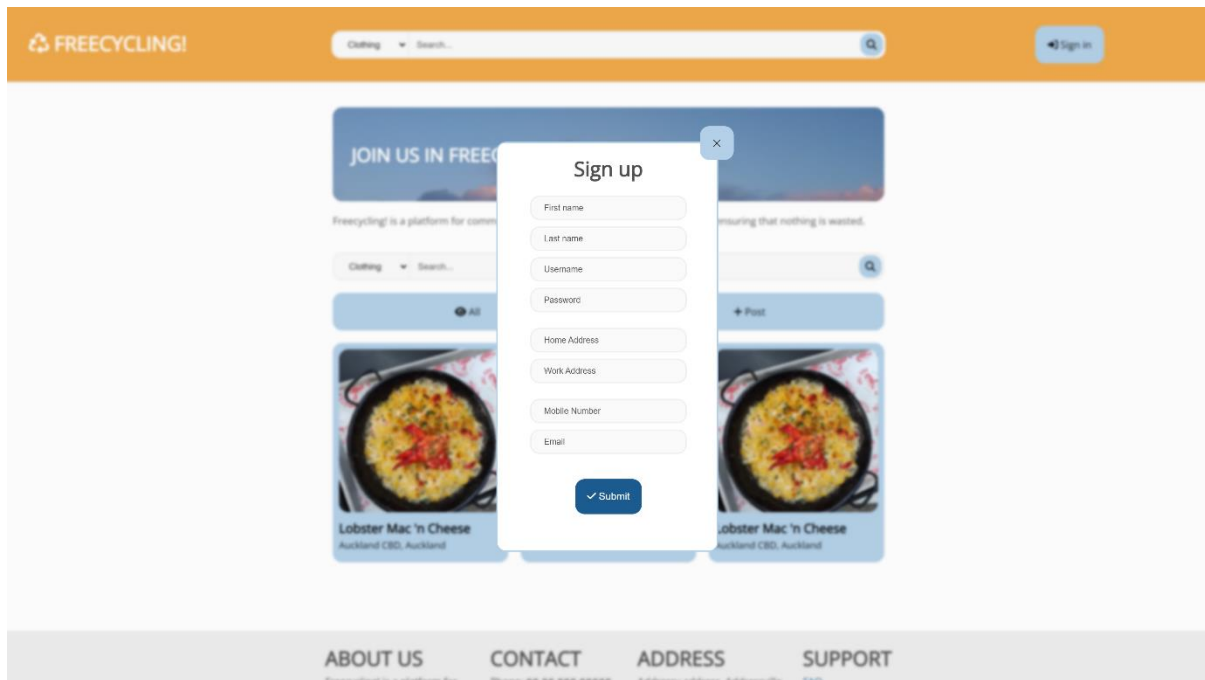 FREECYCLING!
Clothing Search...
Sign in
JOIN US IN FREEC
Freecycling! is a platform for comm
ensuring that nothing is wasted.
Clothing Search...
All
+ Post
×
Sign up
First name
Last name
Username
Password
Home Address
Work Address
Mobile Number
Email
Submit
Lobster Mac 'n Cheese
Auckland CBD, Auckland
Lobster Mac 'n Cheese
Auckland CBD, Auckland
ABOUT US CONTACT ADDRESS SUPPORT